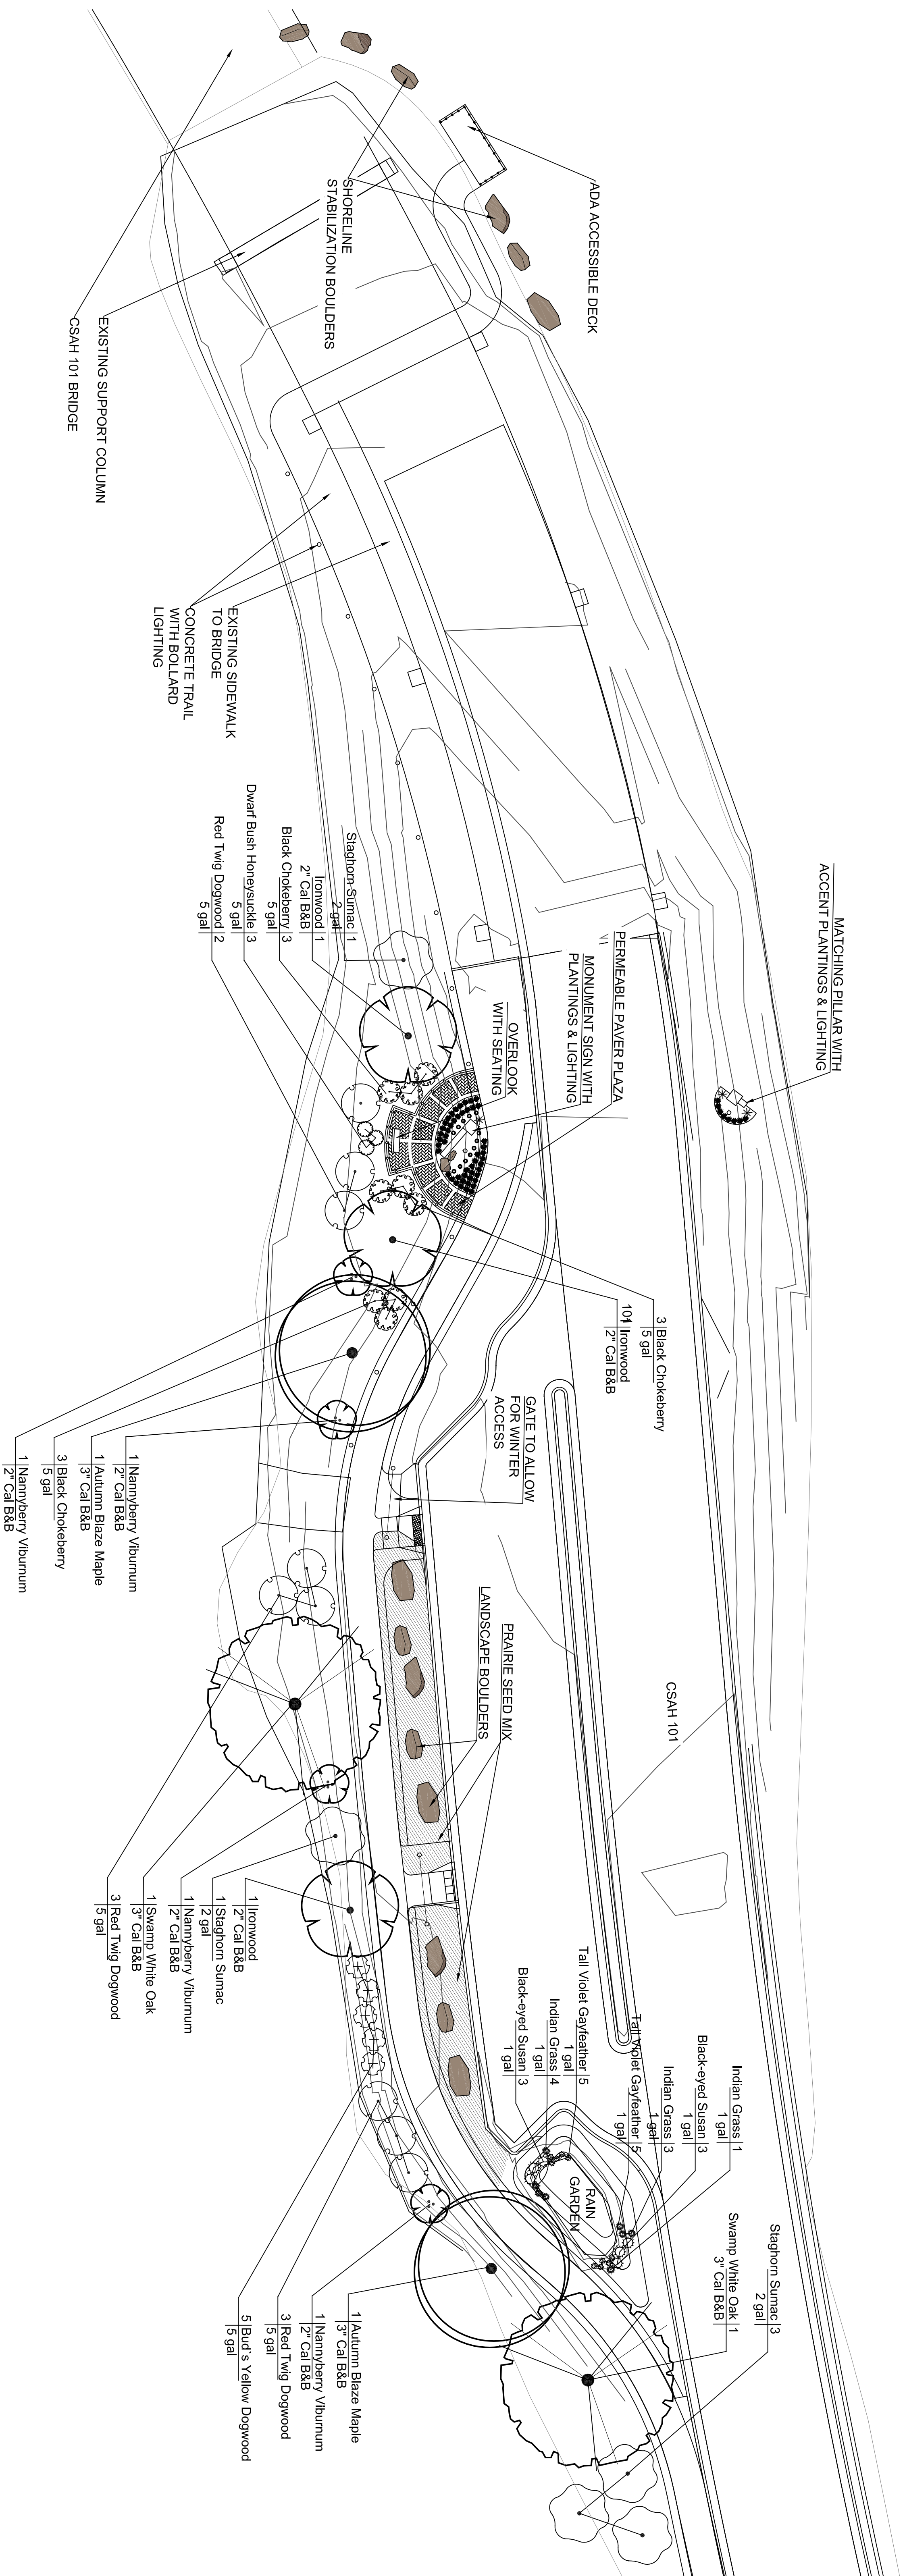 ADA ACCESSIBLE DECK
SHORELINE
STABILIZATION BOULDERS
EXISTING SUPPORT COLUMN
CSAH 101 BRIDGE
EXISTING SIDEWALK
TO BRIDGE
CONCRETE TRAIL
WITH BOLLARD
LIGHTING
MATCHING PILLAR WITH
ACCENT PLANTINGS & LIGHTING
PERMEABLE PAVER PLAZA
MONUMENT SIGN WITH
PLANTINGS & LIGHTING
OVERLOOK
WITH SEATING
Staghorn Sumac 1
2 gal
Ironwood 1
2" Cal B&B
Black Chokeberry 3
5 gal
Dwarf Bush Honeysuckle 3
5 gal
Red Twig Dogwood 2
5 gal
3 Black Chokeberry
5 gal
Ironwood
2" Cal B&B
GATE TO ALLOW
FOR WINTER
ACCESS
1 Nannyberry Viburnum
2" Cal B&B
1 Autumn Blaze Maple
3" Cal B&B
3 Black Chokeberry
5 gal
1 Nannyberry Viburnum
2" Cal B&B
PRAIRIE SEED MIX
LANDSCAPE BOULDERS
CSAH 101
1 Ironwood
2" Cal B&B
1 Staghorn Sumac
2 gal
1 Nannyberry Viburnum
2" Cal B&B
1 Swamp White Oak
3" Cal B&B
3 Red Twig Dogwood
5 gal
Indian Grass 1
1 gal
Black-eyed Susan 3
1 gal
Indian Grass 3
1 gal
Tall Violet Gayfeather 5
1 gal
Tall Violet Gayfeather 5
1 gal
Indian Grass 4
1 gal
Black-eyed Susan 3
1 gal
RAIN
GARDEN
Staghorn Sumac 3
2 gal
Swamp White Oak 1
3" Cal B&B
1 Autumn Blaze Maple
3" Cal B&B
1 Nannyberry Viburnum
2" Cal B&B
3 Red Twig Dogwood
5 gal
5 Bud's Yellow Dogwood
5 gal